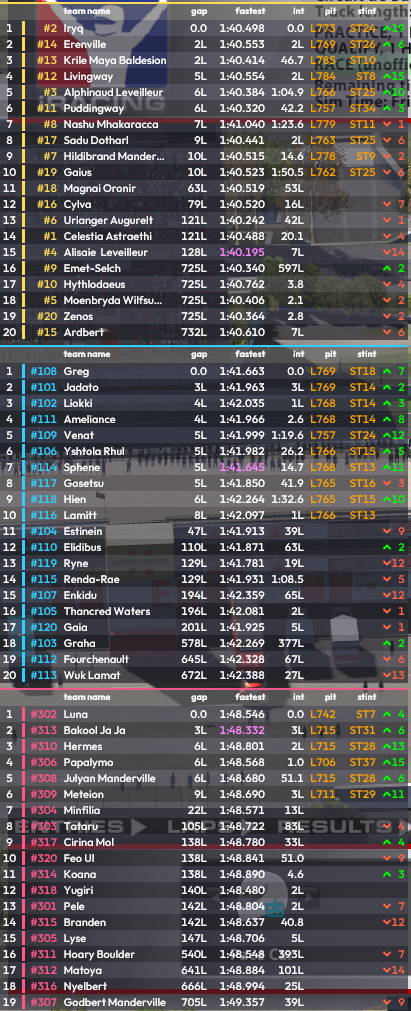 team name gap fastest int pit stint
1 #2 Iryq 0.0 1:40.498 0.0 L773 ST24 19
2 #14 Erenville 2L 1:40.553 2L L769 ST26 6
3 #13 Krile Maya Baldesion 2L 1:40.414 46.7 L785 ST10
4 #12 Livingway 5L 1:40.554 2L L784 ST8 15
5 #3 Alphinaud Leveilleur 6L 1:40.384 1:04.9
6 #11 Puddingway 6L 1:40.320 42.2
7 #8 Nashu Mhakaracca 7L 1:41.040 1:23.6 L779 ST11 1
8 #17 Sadu Dotharl 9L 1:40.441 2L L763 ST25 6
9 #7 Hildibrand Mander... 10L 1:40.515 14.6 L778 ST9 2
10 #19 Gaius 10L 1:40.523 1:50.5 L762 ST25 6
11 #18 Magnai Oronir 63L 1:40.519 53L
12 #16 Cylva 79L 1:40.520 16L 7
13 #6 Urianger Augurelt 121L 1:40.242 42L 1
14 #1 Celestia Astraethi 121L 1:40.488 20.1 4
15 #4 Alisaie Leveilleur 128L 1:40.195 7L 14
16 #9 Emet-Selch 725L 1:40.340 597L 2
17 #10 Hythlodaeus 725L 1:40.762 3.8 4
18 #5 Moenbryda Wilfsu... 725L 1:40.406 2.1 2
19 #20 Zenos 725L 1:40.364 2.8 2
20 #15 Ardbert 732L 1:40.610 7L 6
team name gap fastest int pit stint
1 #108 Greg 0.0 1:41.663 0.0 L769 ST18 7
2 #101 Jadato 3L 1:41.963 3L L769 ST14 2
3 #102 Liokki 4L 1:42.035 1L L768 ST14 3
4 #111 Ameliance 4L 1:41.966 2.6 L768 ST14 8
5 #109 Venat 5L 1:41.999 1:19.6 L757 ST24 12
6 #106 Yshtola Rhul 5L 1:41.982 26.2 L766 ST15 5
7 #114 Sphene 5L 1:41.645 14.7 L768 ST13 11
8 #117 Gosetsu 5L 1:41.850 41.9 L765 ST16 3
9 #118 Hien 6L 1:42.264 1:32.6 L765 ST15 10
10 #116 Lamitt 8L 1:42.097 1L L766 ST13
11 #104 Estinein 47L 1:41.913 39L 9
12 #110 Elidibus 110L 1:41.871 63L 2
13 #119 Ryne 129L 1:41.781 19L 12
14 #115 Renda-Rae 129L 1:41.931 1:08.5 5
15 #107 Enkidu 194L 1:42.359 65L 12
16 #105 Thancred Waters 196L 1:42.081 2L 1
17 #120 Gaia 201L 1:41.925 5L 1
18 #103 Graha 578L 1:42.269 377L 2
19 #112 Fourchenault 645L 1:42.328 67L 6
20 #113 Wuk Lamat 672L 1:42.388 27L 13
team name gap fastest int pit stint
1 #302 Luna 0.0 1:48.546 0.0 L742 ST7 4
2 #313 Bakool Ja Ja 3L 1:48.332 3L L715 ST31 6
3 #310 Hermes 6L 1:48.801 2L L715 ST28 13
4 #306 Papalymo 6L 1:48.568 1.0 L706 ST37 15
5 #308 Julyan Manderville 6L 1:48.680 51.1 L715 ST28 6
6 #309 Meteion 9L 1:48.690 3L L711 ST29 11
7 #304 Minfilia 22L 1:48.571 13L
8 #303 Tataru 105L 1:48.722 83L 4
9 #317 Cirina Mol 138L 1:48.780 33L 4
10 #320 Feo Ul 138L 1:48.841 51.0 9
11 #314 Koana 138L 1:48.890 4.6 3
12 #318 Yugiri 140L 1:48.480 2L
13 #301 Pele 142L 1:48.804 2L 7
14 #315 Branden 142L 1:48.637 40.8 12
15 #305 Lyse 147L 1:48.706 5L
16 #311 Hoary Boulder 540L 1:48.548 393L 7
17 #312 Matoya 641L 1:48.884 101L 14
18 #316 Nyelbert 666L 1:48.994 25L
19 #307 Godbert Manderville 705L 1:49.357 39L 9